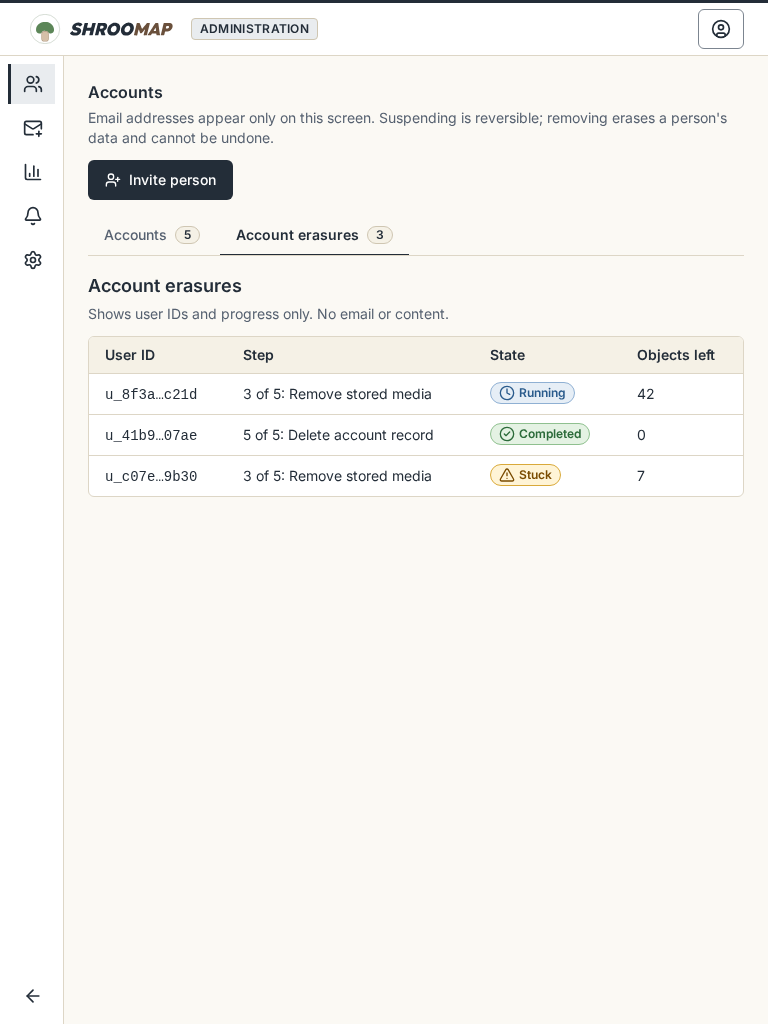 SHROOMAP ADMINISTRATION
Accounts
Email addresses appear only on this screen. Suspending is reversible; removing erases a person's
data and cannot be undone.
Invite person
Accounts 5 Account erasures 3
Account erasures
Shows user IDs and progress only. No email or content.
User ID Step State Objects left
u_8f3a…c21d 3 of 5: Remove stored media Running 42
u_41b9…07ae 5 of 5: Delete account record Completed 0
u_c07e…9b30 3 of 5: Remove stored media Stuck 7